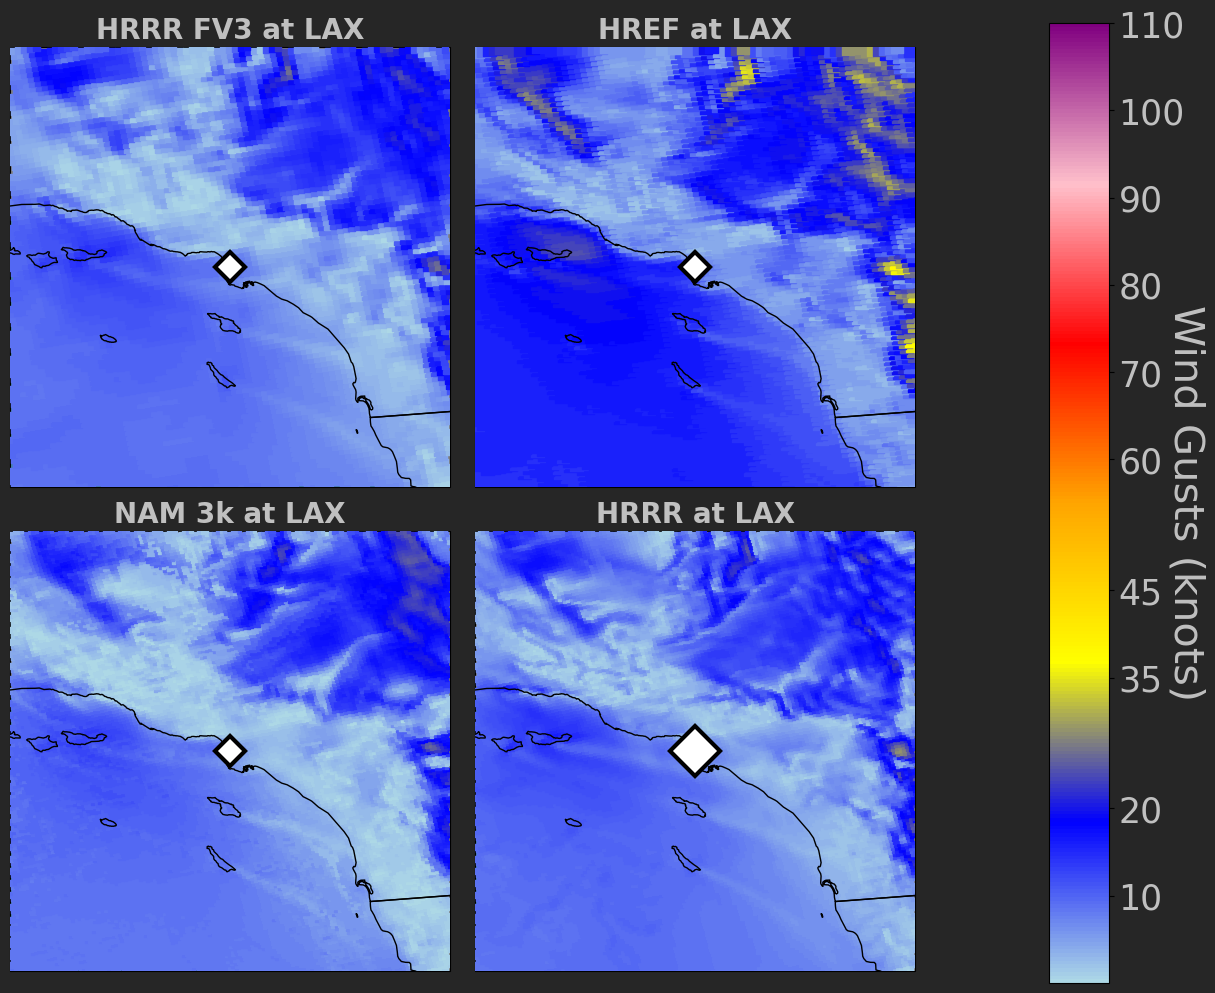 HRRR FV3 at LAX
HREF at LAX
NAM 3k at LAX
HRRR at LAX
110
100
90
80
70
60
45
35
20
10
Wind Gusts (knots)